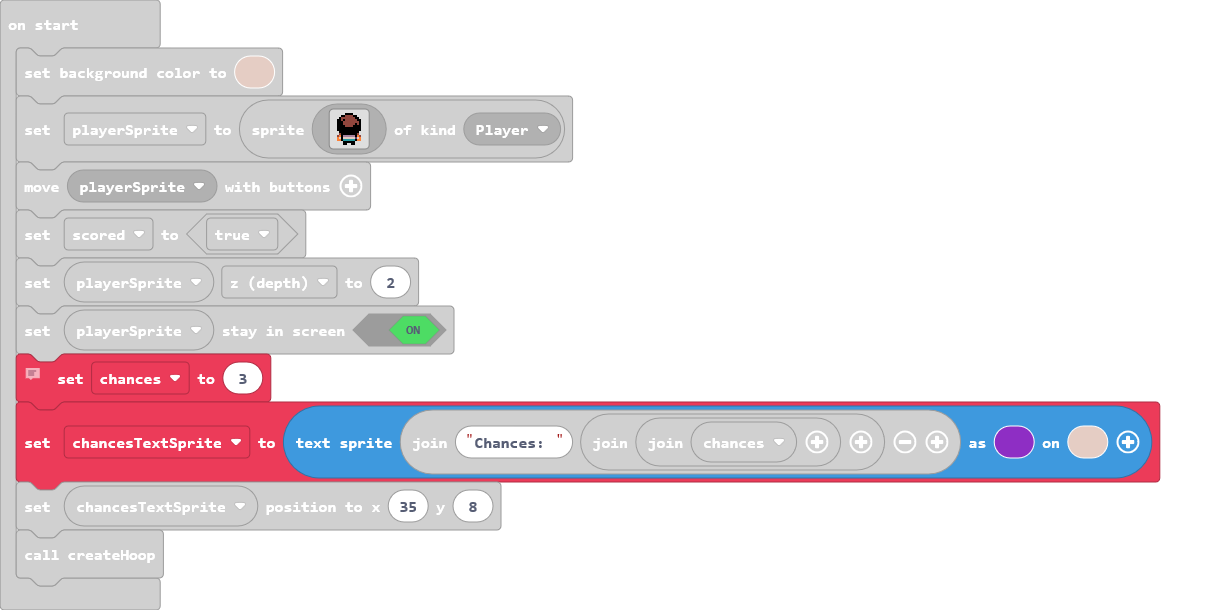 on start
set background color to
set playerSprite to sprite of kind Player
move playerSprite with buttons
set scored to true
set playerSprite z (depth) to 2
set playerSprite stay in screen ON
set chances to 3
set chancesTextSprite to text sprite join "Chances: " join join chances as on
set chancesTextSprite position to x 35 y 8
call createHoop